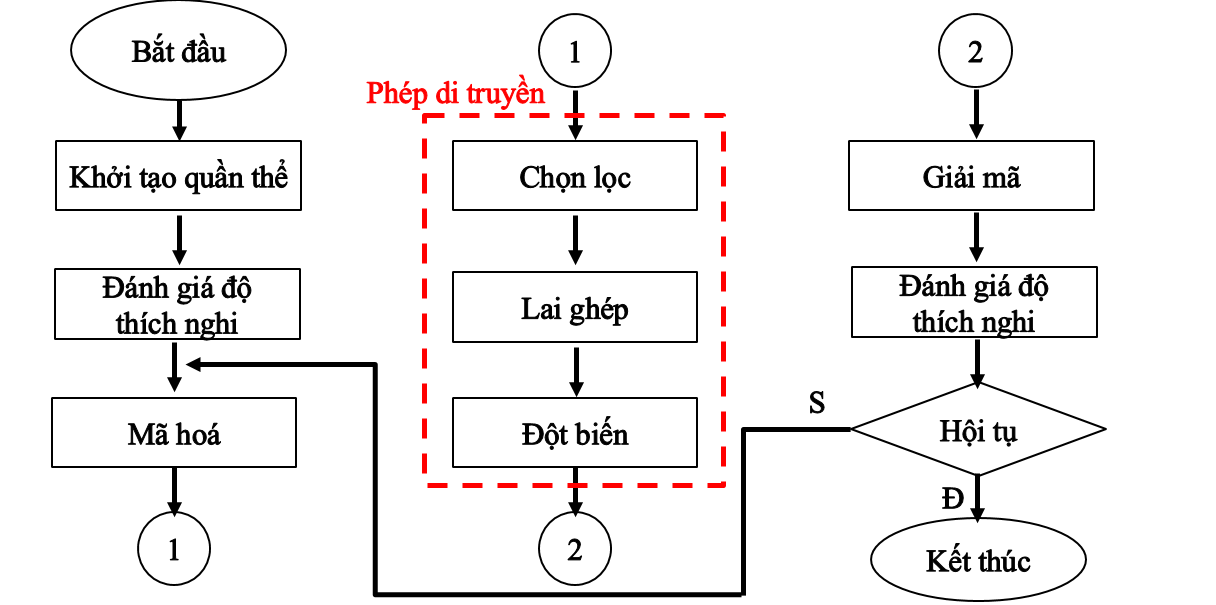 Bắt đầu
Khởi tạo quần thể
Đánh giá độ
thích nghi
Mã hoá
1
1
Phép di truyền
Chọn lọc
Lai ghép
Đột biến
2
2
Giải mã
Đánh giá độ
thích nghi
S
Hội tụ
Đ
Kết thúc